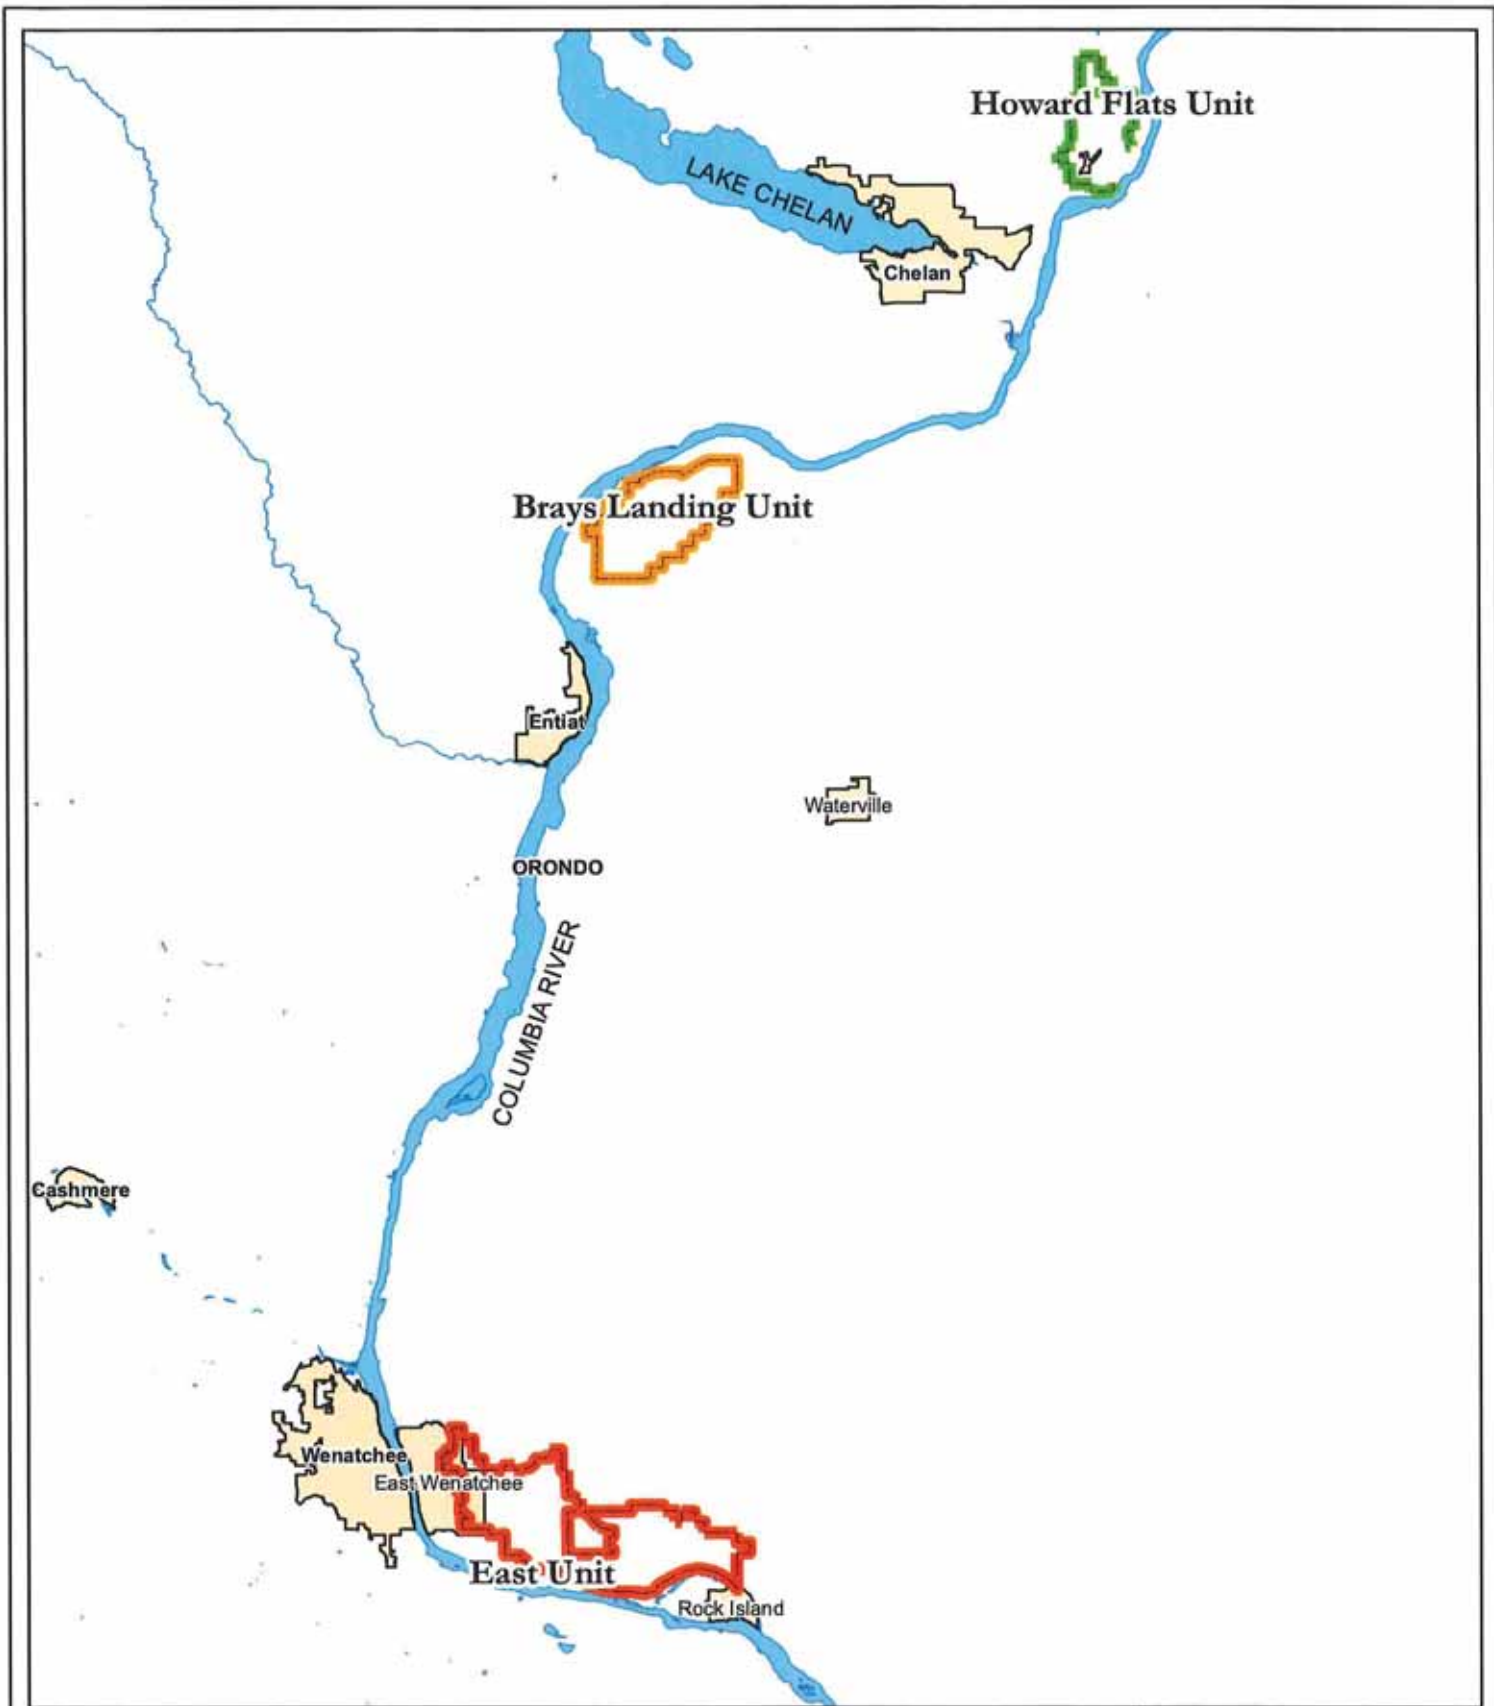 Howard Flats Unit
LAKE CHELAN
Chelan
Brays Landing Unit
Entiat
Waterville
ORONDO
COLUMBIA RIVER
Cashmere
Wenatchee
East Wenatchee
East Unit
Rock Island